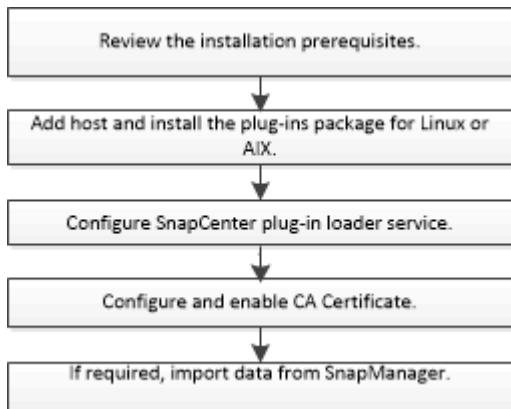 Review the installation prerequisites.
Add host and install the plug-ins package for Linux or
AIX.
Configure SnapCenter plug-in loader service.
Configure and enable CA Certificate.
If required, import data from SnapManager.